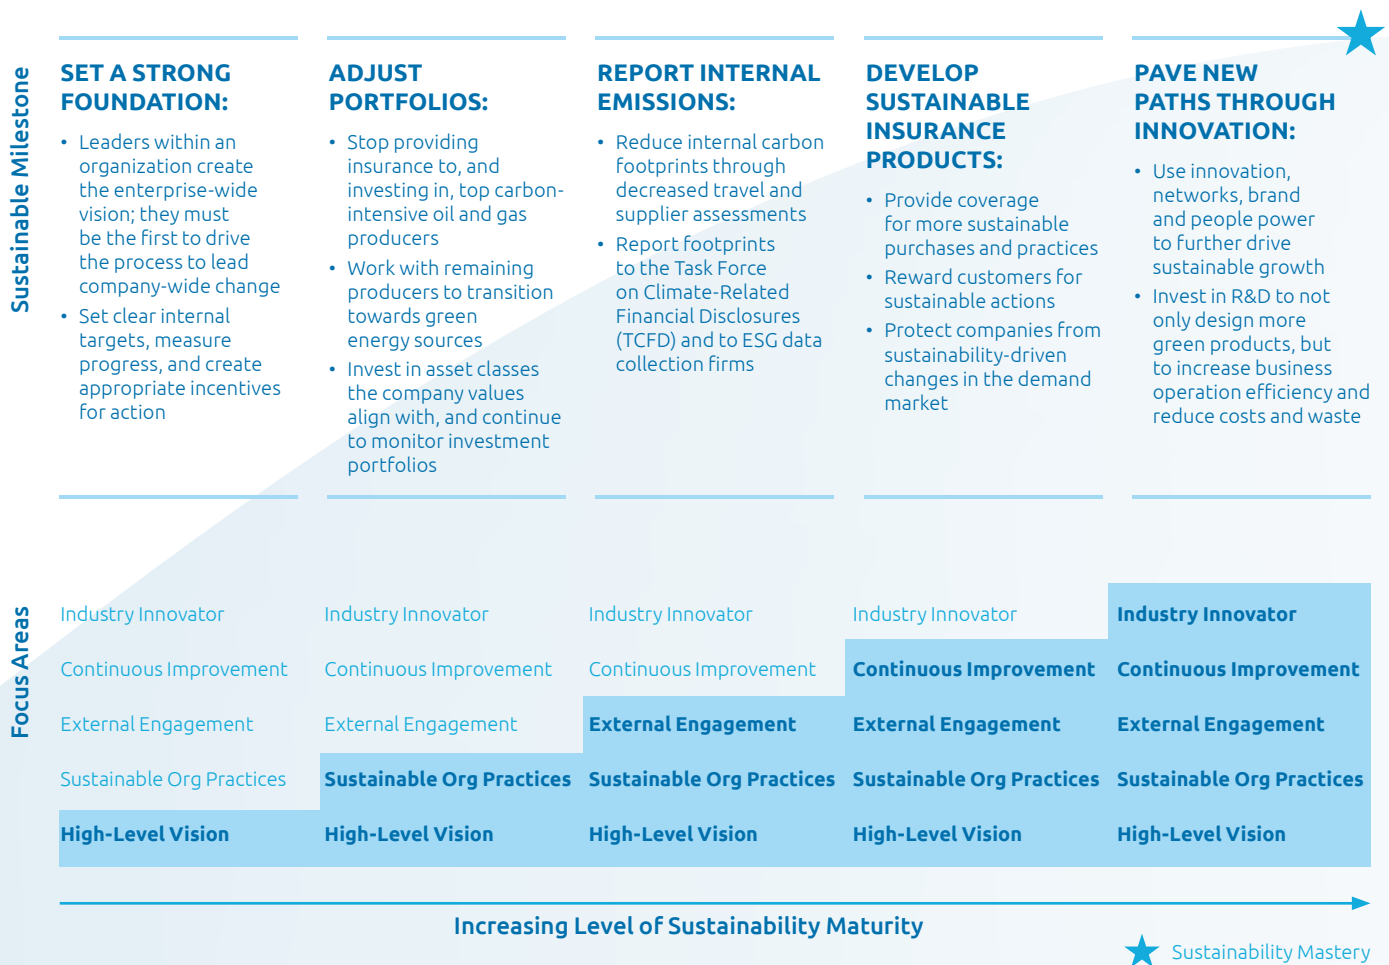 Sustainable Milestone
SET A STRONG
FOUNDATION:
• Leaders within an
organization create
the enterprise-wide
vision; they must
be the first to drive
the process to lead
company-wide change
• Set clear internal
targets, measure
progress, and create
appropriate incentives
for action
ADJUST
PORTFOLIOS:
• Stop providing
insurance to, and
investing in, top carbon-
intensive oil and gas
producers
• Work with remaining
producers to transition
towards green
energy sources
• Invest in asset classes
the company values
align with, and continue
to monitor investment
portfolios
REPORT INTERNAL
EMISSIONS:
• Reduce internal carbon
footprints through
decreased travel and
supplier assessments
• Report footprints
to the Task Force
on Climate-Related
Financial Disclosures
(TCFD) and to ESG data
collection firms
DEVELOP
SUSTAINABLE
INSURANCE
PRODUCTS:
• Provide coverage
for more sustainable
purchases and practices
• Reward customers for
sustainable actions
• Protect companies from
sustainability-driven
changes in the demand
market
PAVE NEW
PATHS THROUGH
INNOVATION:
• Use innovation,
networks, brand
and people power
to further drive
sustainable growth
• Invest in R&D to not
only design more
green products, but
to increase business
operation efficiency and
reduce costs and waste
Focus Areas
Industry Innovator Industry Innovator Industry Innovator Industry Innovator Industry Innovator
Continuous Improvement Continuous Improvement Continuous Improvement Continuous Improvement Continuous Improvement
External Engagement External Engagement External Engagement External Engagement External Engagement
Sustainable Org Practices Sustainable Org Practices Sustainable Org Practices Sustainable Org Practices Sustainable Org Practices
High-Level Vision High-Level Vision High-Level Vision High-Level Vision High-Level Vision
Increasing Level of Sustainability Maturity
Sustainability Mastery